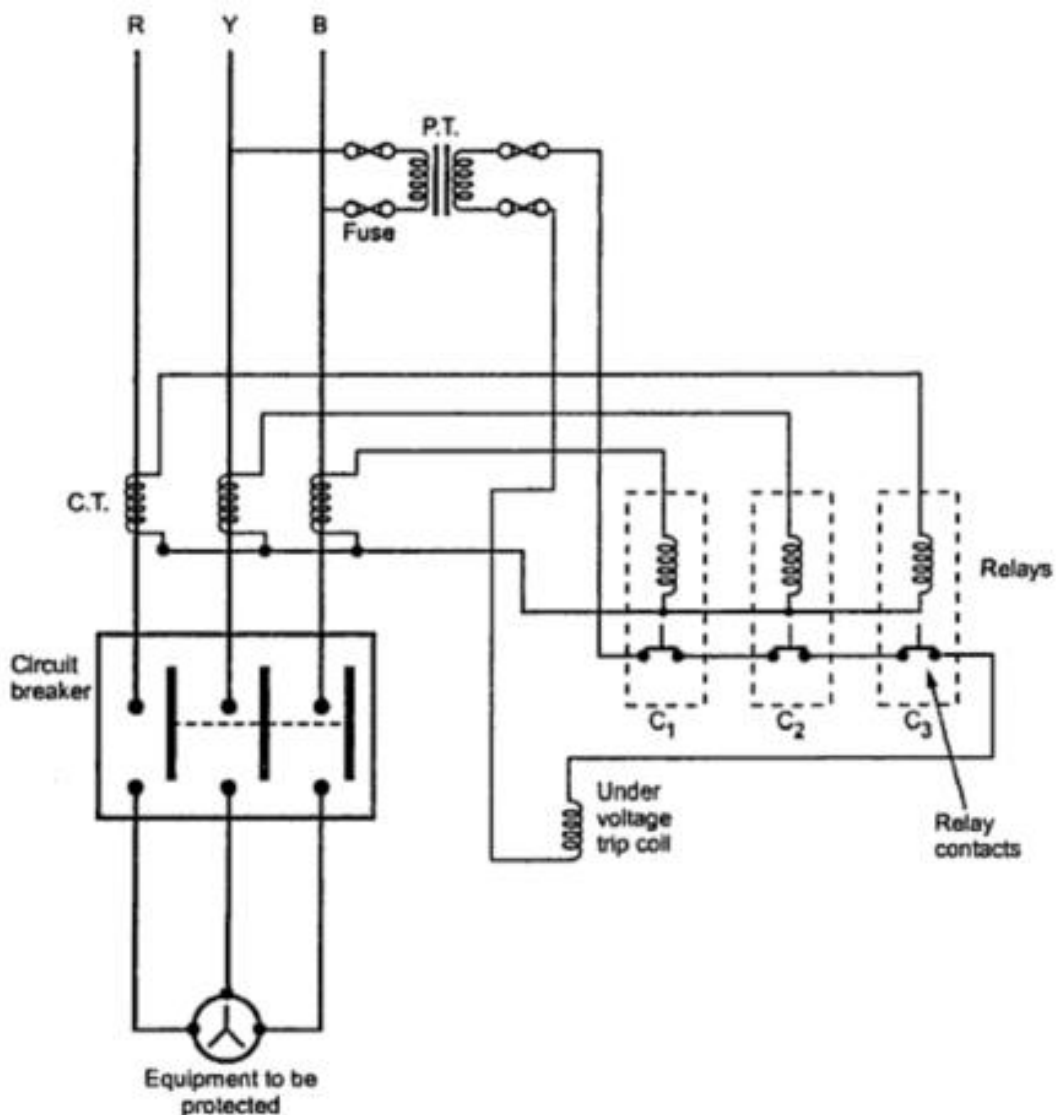 R Y B
P.T.
Fuse
C.T.
Relays
Circuit
breaker
C1 C2 C3
Under
voltage
trip coil
Relay
contacts
Equipment to be
protected